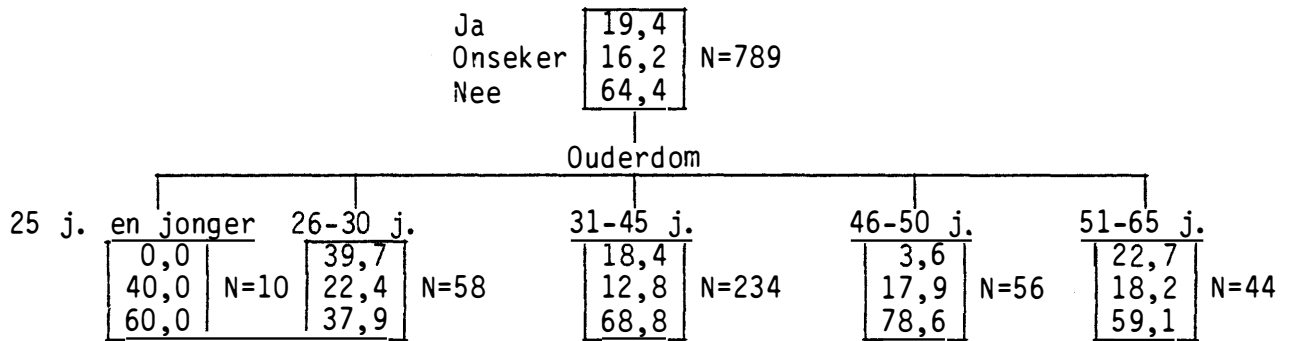 Ja 19,4
Onseker 16,2 N=789
Nee 64,4
Ouderdom
25 j. en jonger 26-30 j. 31-45 j. 46-50 j. 51-65 j.
0,0 39,7 18,4 3,6 22,7
40,0 N=10 22,4 N=58 12,8 N=234 17,9 N=56 18,2 N=44
60,0 37,9 68,8 78,6 59,1